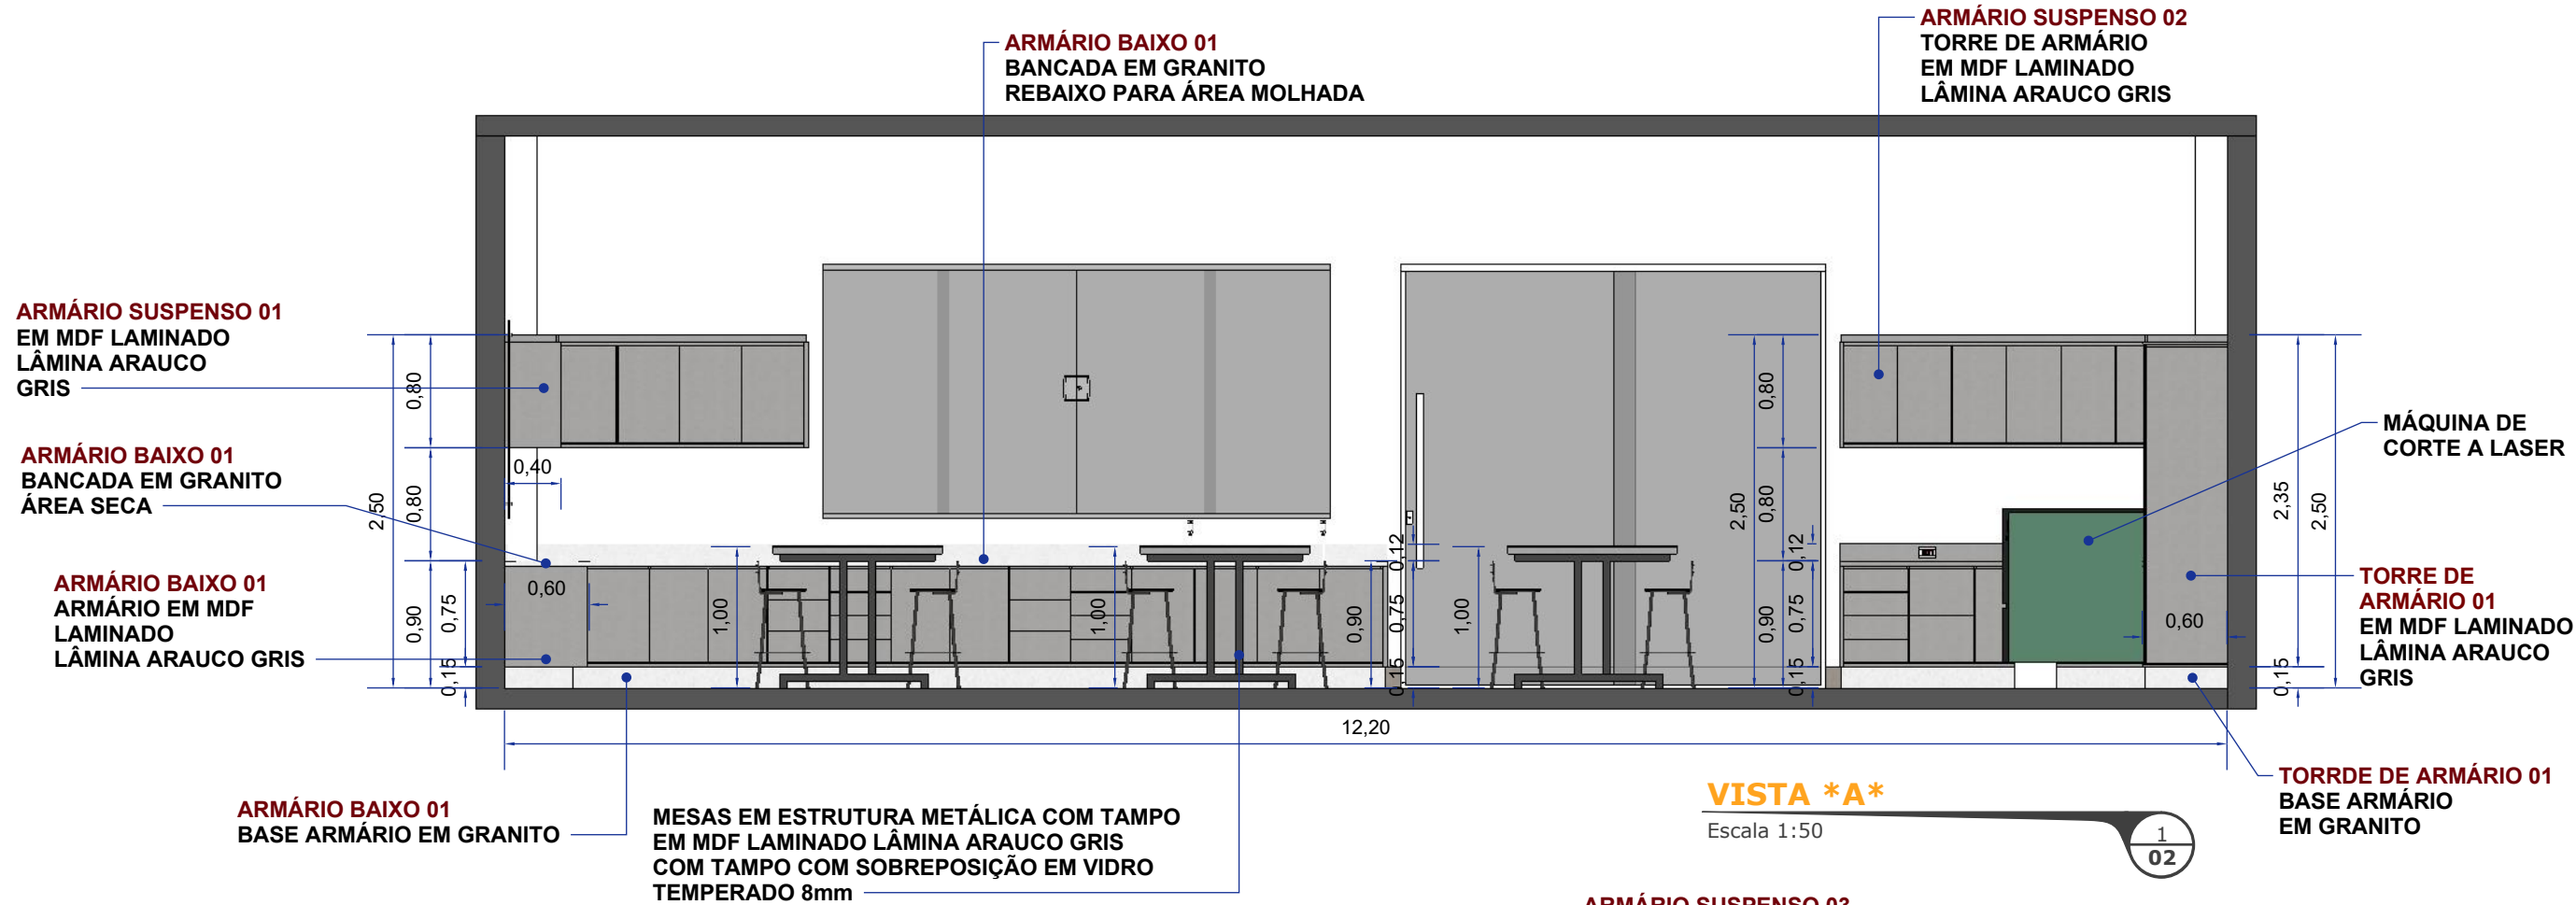 ARMÁRIO SUSPENSO 02
TORRE DE ARMÁRIO
EM MDF LAMINADO
LÂMINA ARAUCO GRIS
ARMÁRIO BAIXO 01
BANCADA EM GRANITO
REBAIXO PARA ÁREA MOLHADA
ARMÁRIO SUSPENSO 01
EM MDF LAMINADO
LÂMINA ARAUCO
GRIS
ARMÁRIO BAIXO 01
BANCADA EM GRANITO
ÁREA SECA
ARMÁRIO BAIXO 01
ARMÁRIO EM MDF
LAMINADO
LÂMINA ARAUCO GRIS
2,50
0,80
0,80
0,90
0,75
0,15
0,40
0,60
1,00
1,00
0,90
0,12
0,75
0,15
1,00
2,50
0,80
0,80
0,90
0,12
0,75
0,15
0,60
2,35
0,15
2,50
12,20
MÁQUINA DE
CORTE A LASER
TORRE DE
ARMÁRIO 01
EM MDF LAMINADO
LÂMINA ARAUCO
GRIS
TORRDE DE ARMÁRIO 01
BASE ARMÁRIO
EM GRANITO
ARMÁRIO BAIXO 01
BASE ARMÁRIO EM GRANITO
MESAS EM ESTRUTURA METÁLICA COM TAMPO
EM MDF LAMINADO LÂMINA ARAUCO GRIS
COM TAMPO COM SOBREPOSIÇÃO EM VIDRO
TEMPERADO 8mm
VISTA *A*
Escala 1:50
1
02
ARMÁRIO SUSPENSO 03